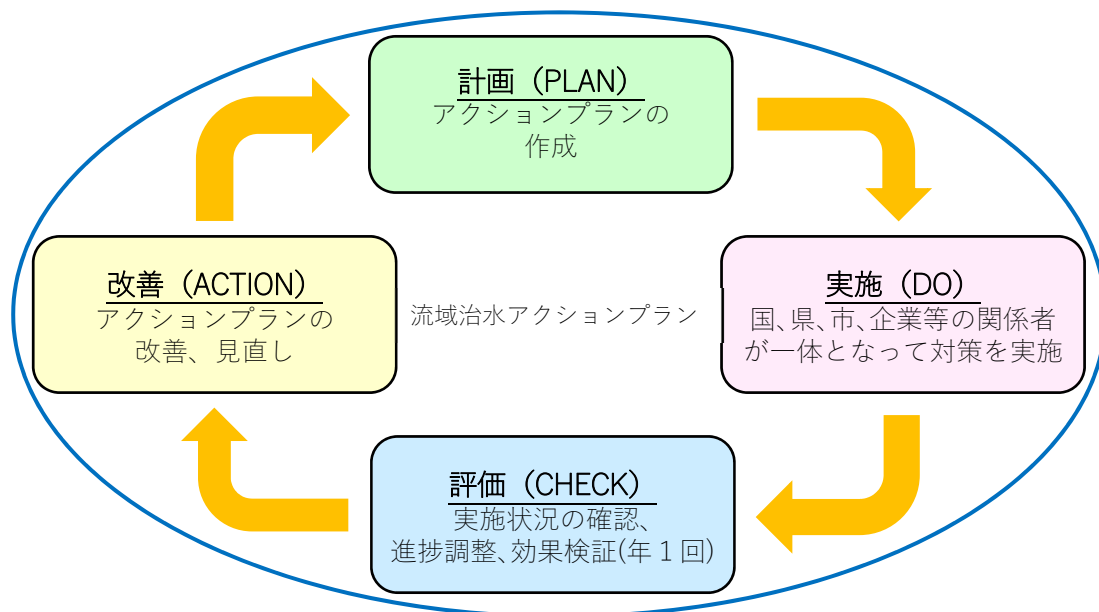 計画（PLAN）
アクションプランの
作成
改善（ACTION）
アクションプランの
改善、見直し
流域治水アクションプラン
実施（DO）
国、県、市、企業等の関係者
が一体となって対策を実施
評価（CHECK）
実施状況の確認、
進捗調整、効果検証(年１回)